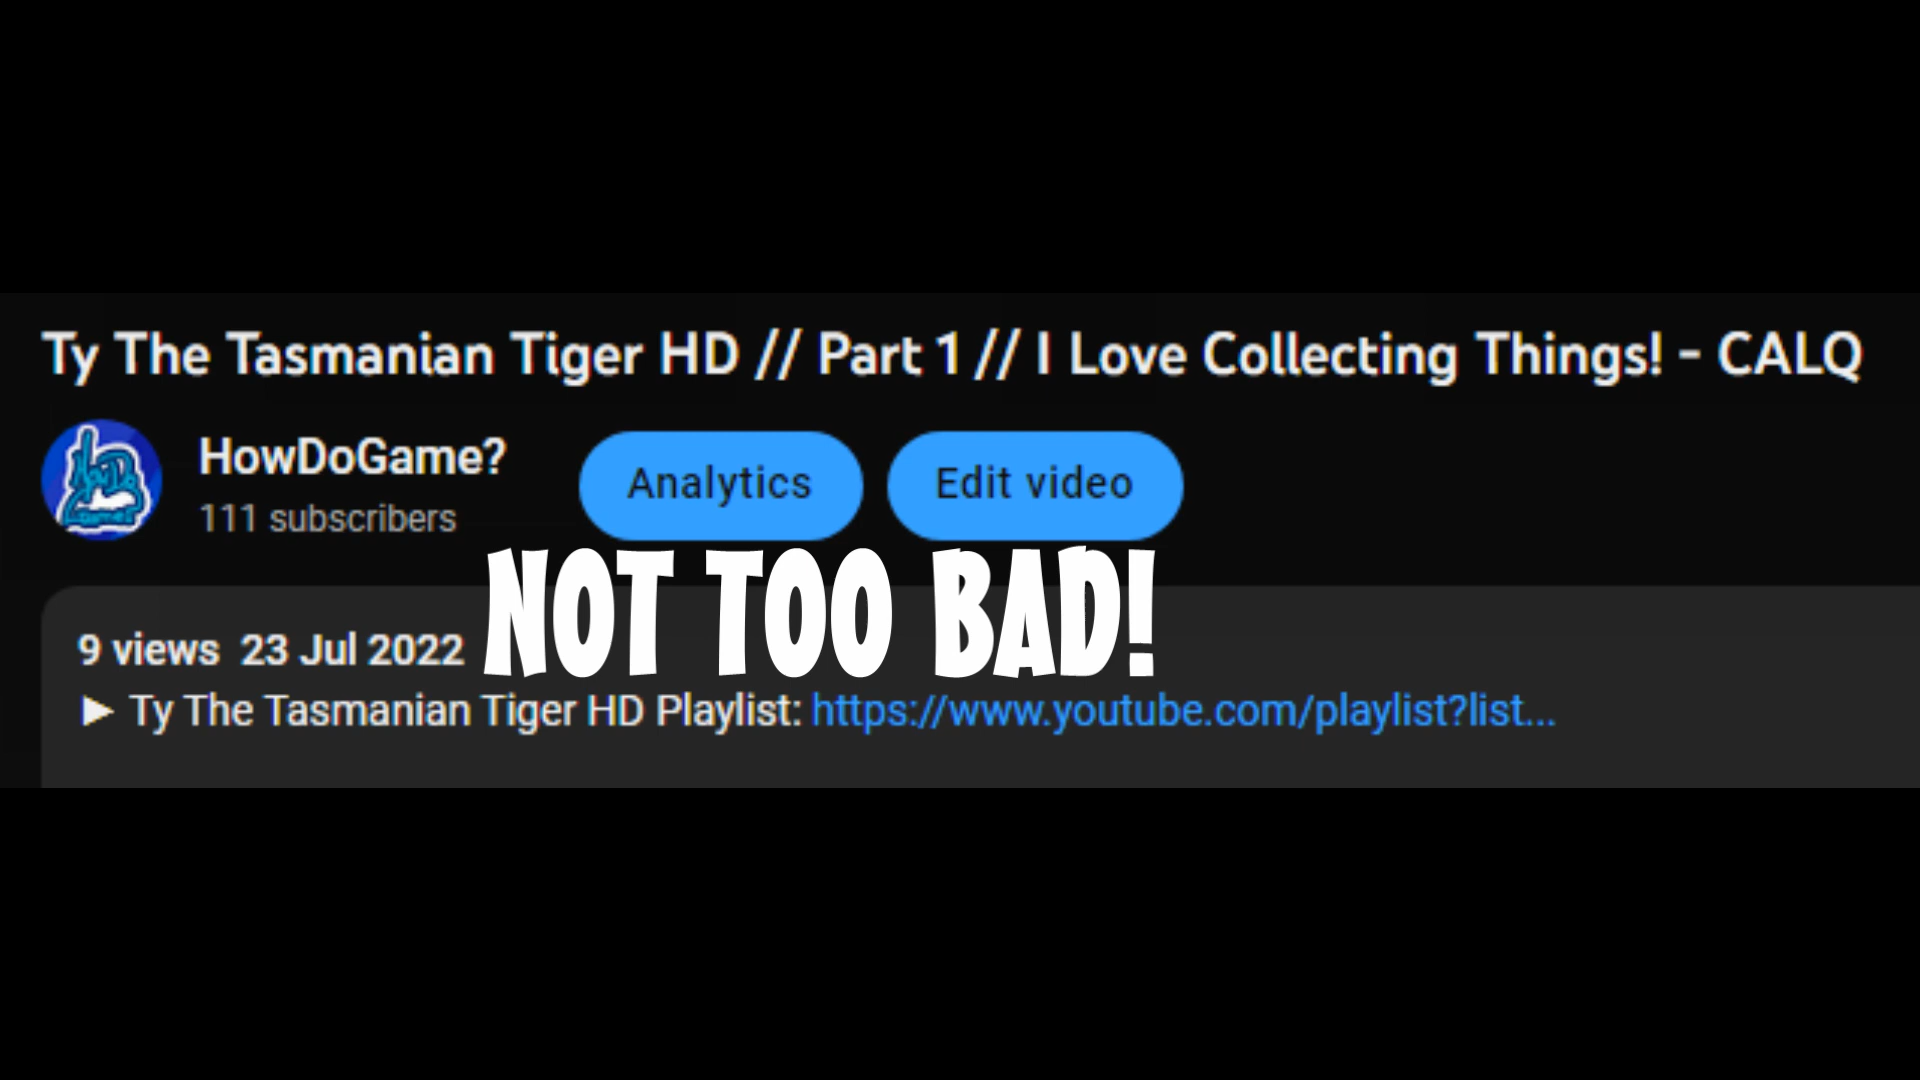 Ty The Tasmanian Tiger HD // Part 1 // I Love Collecting Things! - CALQ
HowDoGame?
111 subscribers
Analytics
Edit video
NOT TOO BAD!
9 views 23 Jul 2022
► Ty The Tasmanian Tiger HD Playlist: https://www.youtube.com/playlist?list...